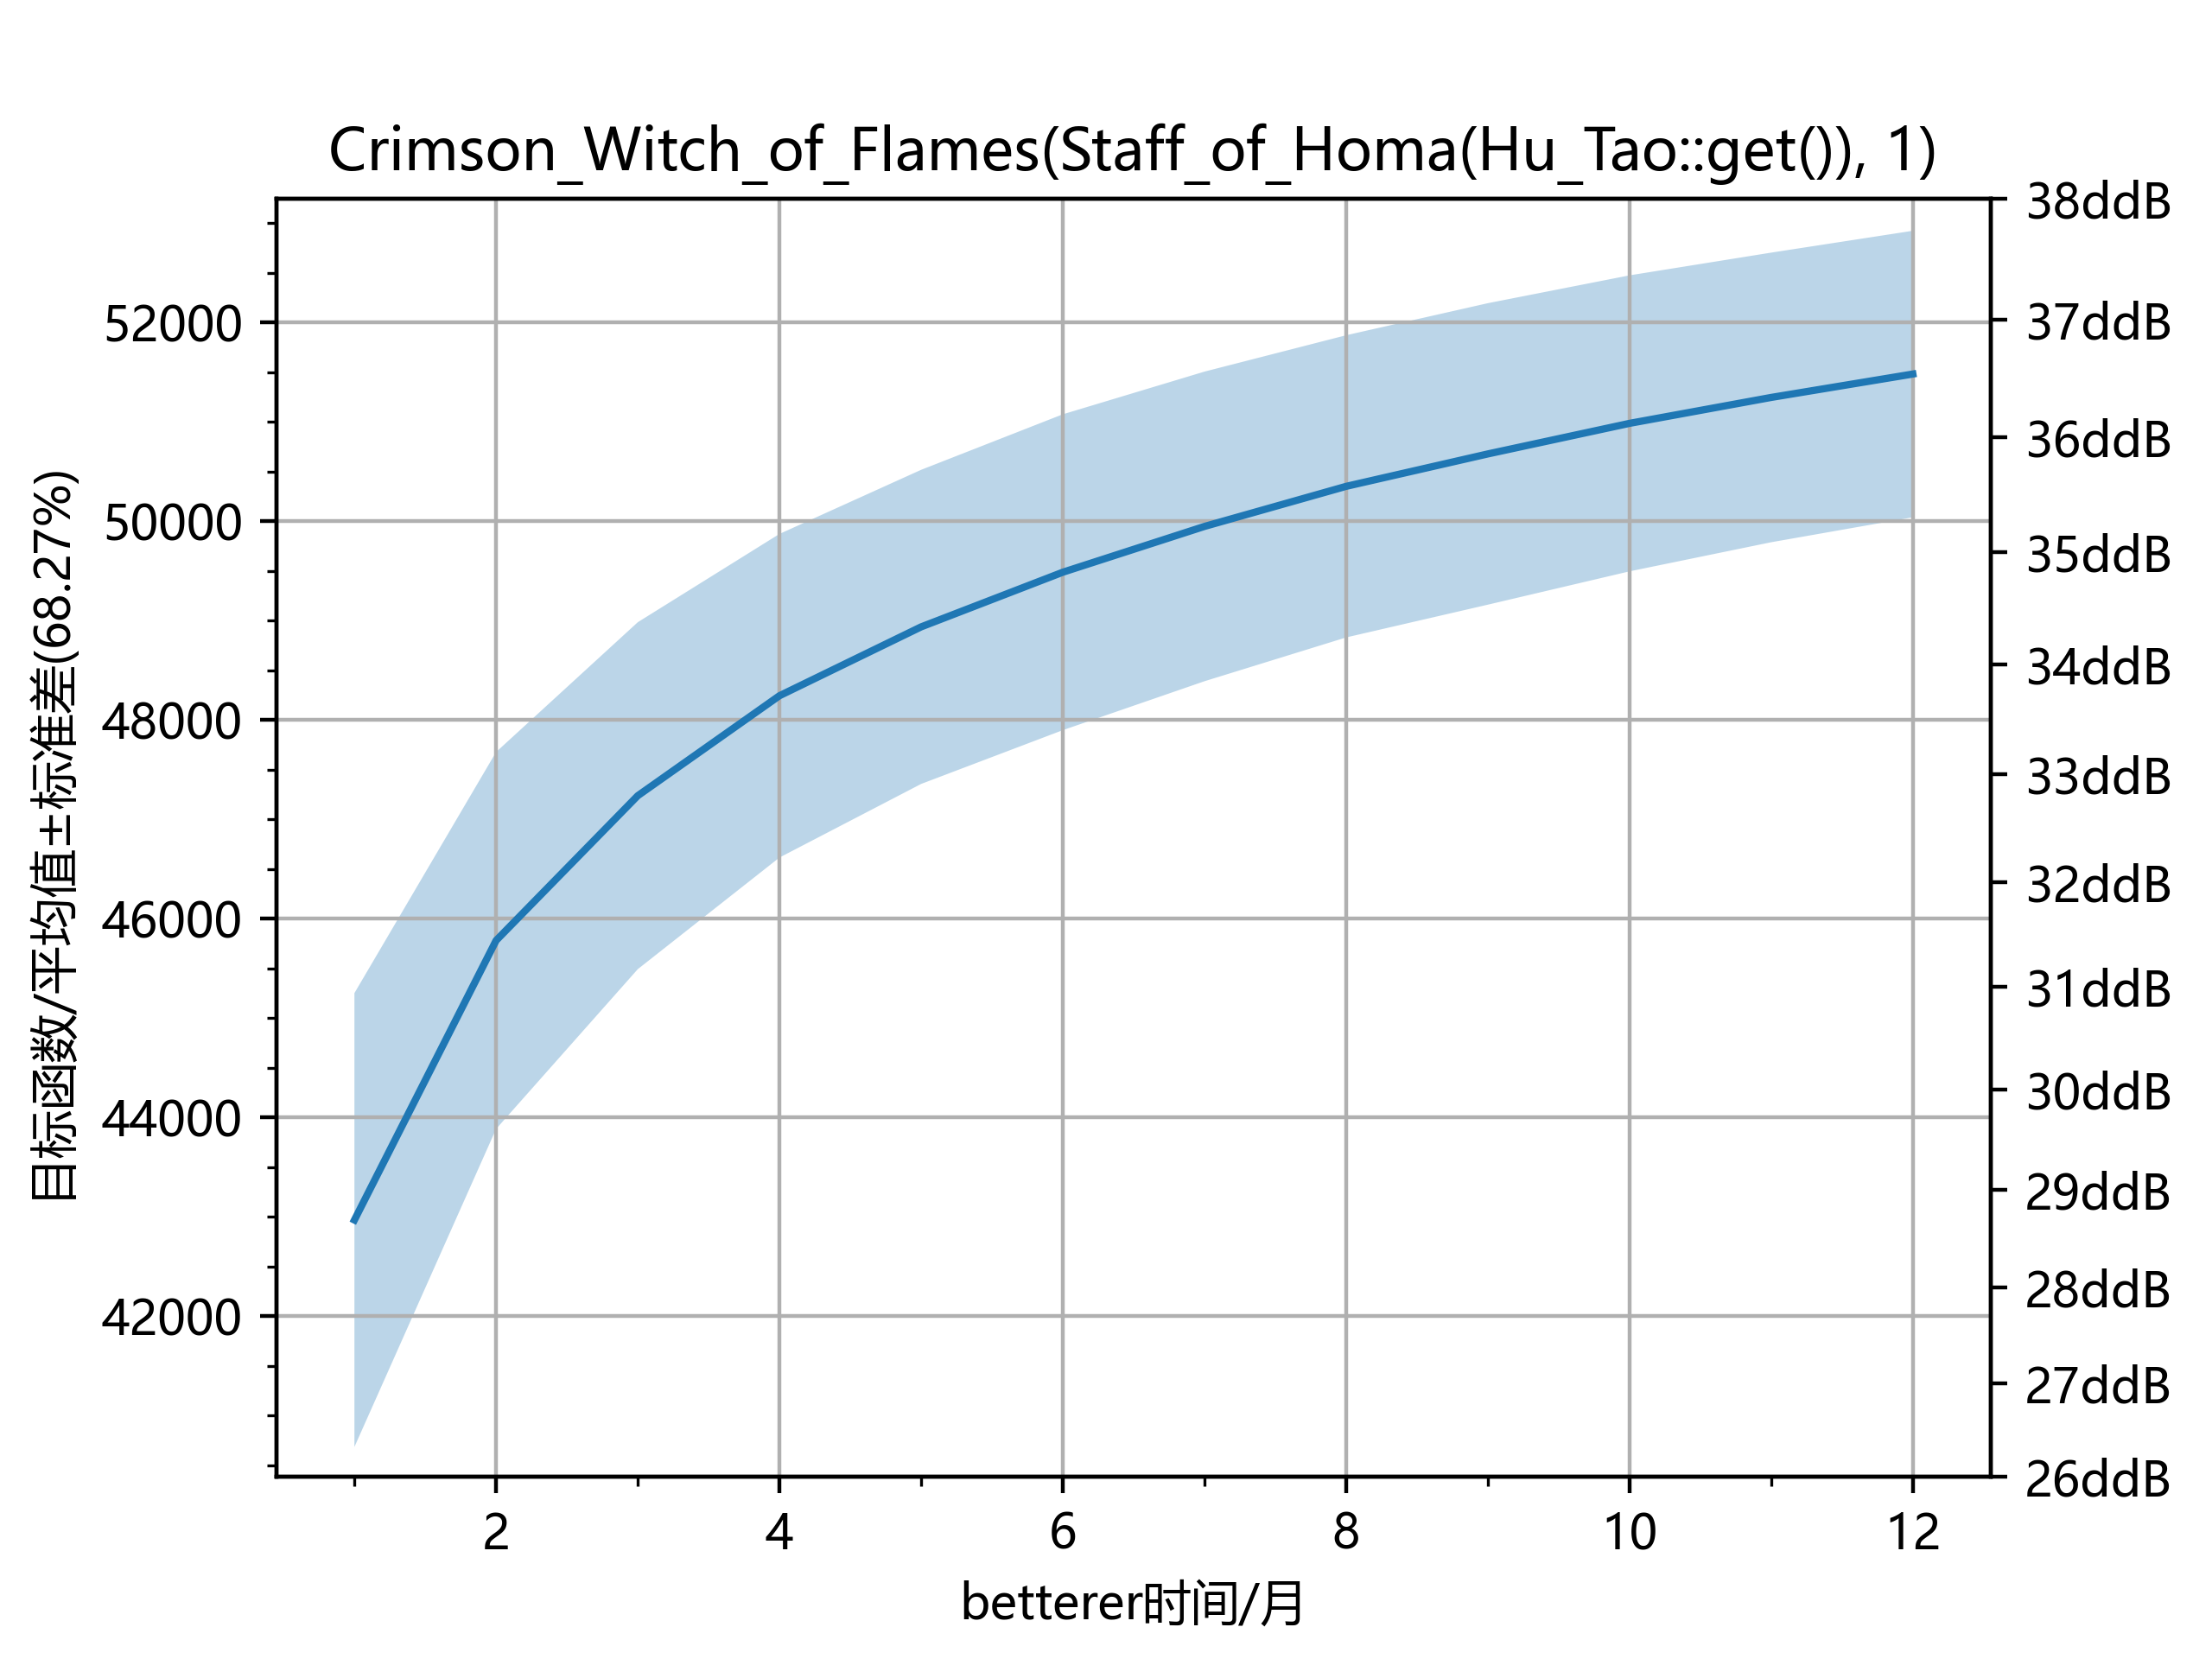 Crimson_Witch_of_Flames(Staff_of_Homa(Hu_Tao::get()), 1)
目标函数/平均值±标准差(68.27%)
52000
50000
48000
46000
44000
42000
38ddB
37ddB
36ddB
35ddB
34ddB
33ddB
32ddB
31ddB
30ddB
29ddB
28ddB
27ddB
26ddB
2 4 6 8 10 12
betterer时间/月